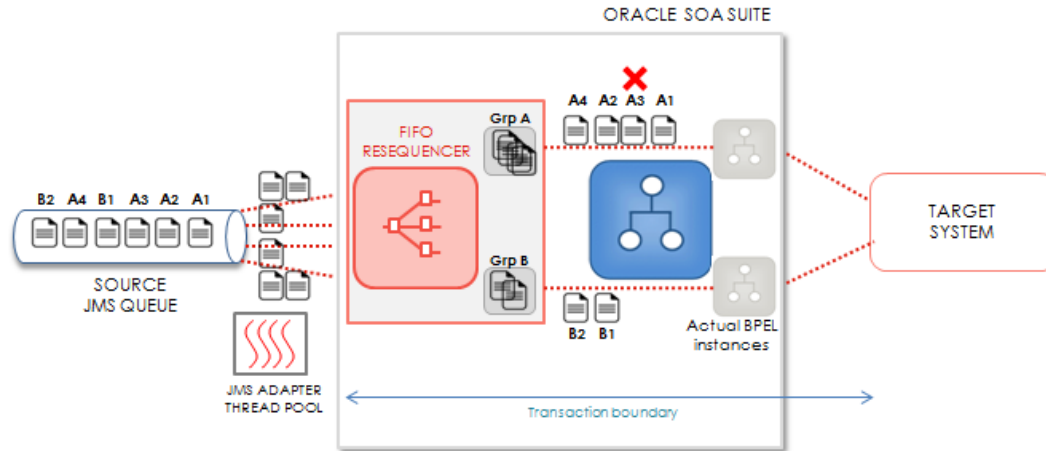 ORACLE SOA SUITE
A4 A2 A3 A1
Grp A
FIFO
RESEQUENCER
B2 A4 B1 A3 A2 A1
TARGET
SYSTEM
SOURCE
JMS QUEUE
Grp B
B2 B1
Actual BPEL
instances
JMS ADAPTER
THREAD POOL
Transaction boundary